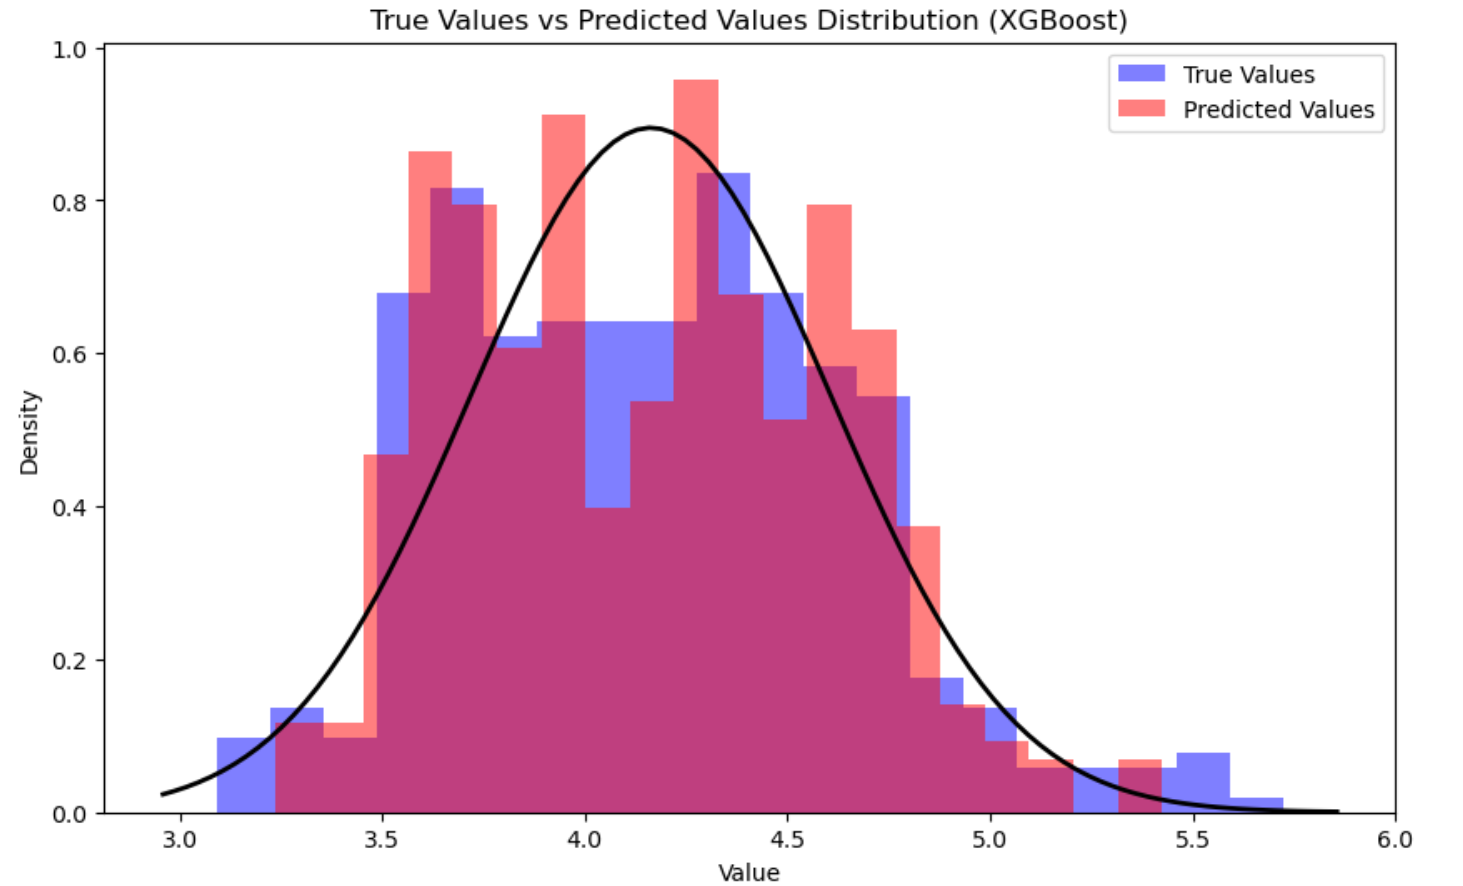 True Values vs Predicted Values Distribution (XGBoost)
True Values
Predicted Values
Density
1.0
0.8
0.6
0.4
0.2
0.0
3.0 3.5 4.0 4.5 5.0 5.5 6.0
Value